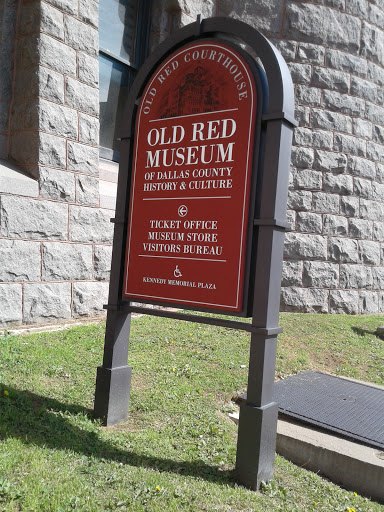 OLD RED COURTHOUSE
OLD RED
MUSEUM
OF DALLAS COUNTY
HISTORY & CULTURE
TICKET OFFICE
MUSEUM STORE
VISITORS BUREAU
KENNEDY MEMORIAL PLAZA